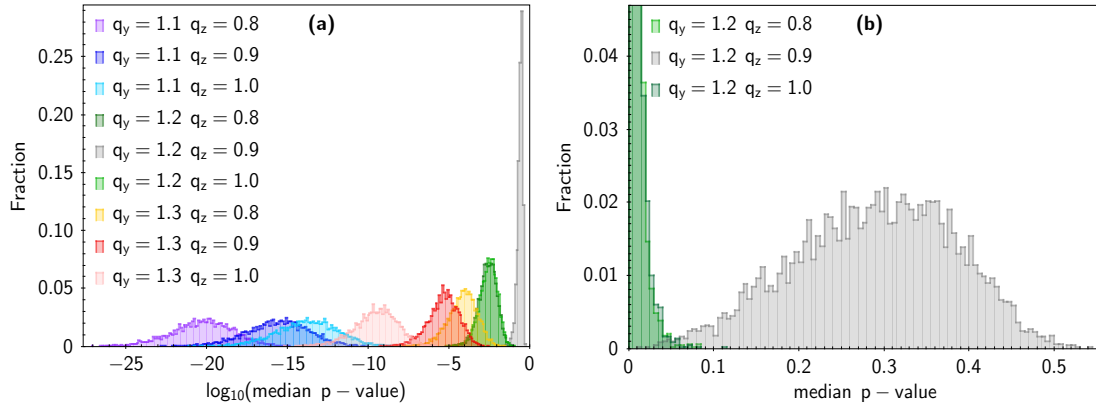 (a)
q_y = 1.1 q_z = 0.8
q_y = 1.1 q_z = 0.9
q_y = 1.1 q_z = 1.0
q_y = 1.2 q_z = 0.8
q_y = 1.2 q_z = 0.9
q_y = 1.2 q_z = 1.0
q_y = 1.3 q_z = 0.8
q_y = 1.3 q_z = 0.9
q_y = 1.3 q_z = 1.0
Fraction
0.25
0.20
0.15
0.10
0.05
0
−25 −20 −15 −10 −5 0
log₁₀(median p − value)
(b)
q_y = 1.2 q_z = 0.8
q_y = 1.2 q_z = 0.9
q_y = 1.2 q_z = 1.0
Fraction
0.04
0.03
0.02
0.01
0
0 0.1 0.2 0.3 0.4 0.5
median p − value